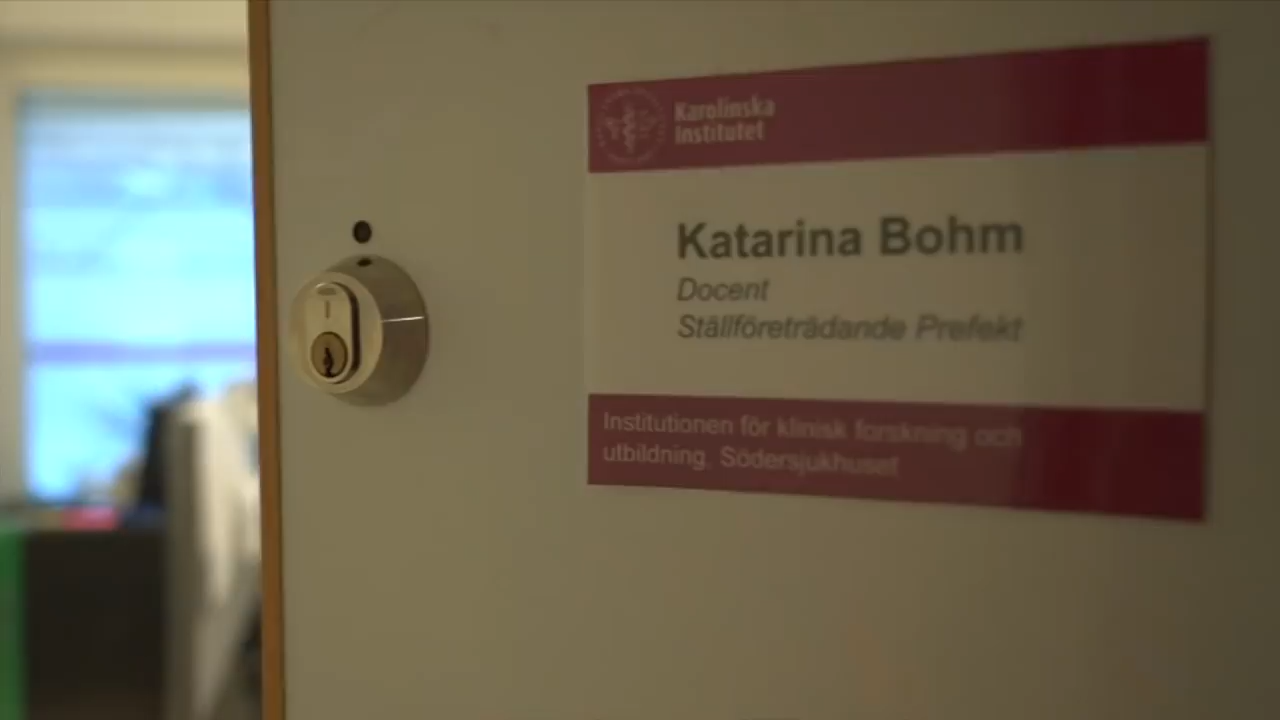 Karolinska
Institutet
Katarina Bohm
Docent
Ställföreträdande Prefekt
Institutionen för klinisk forskning och
utbildning, Södersjukhuset